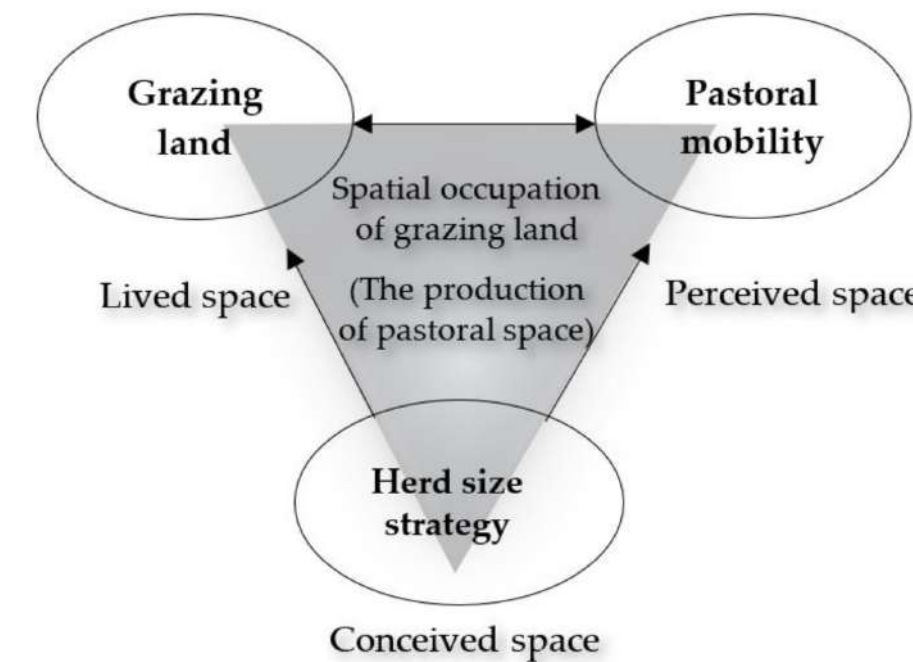 Grazing
land
Pastoral
mobility
Spatial occupation
of grazing land
(The production
of pastoral space)
Lived space
Perceived space
Herd size
strategy
Conceived space